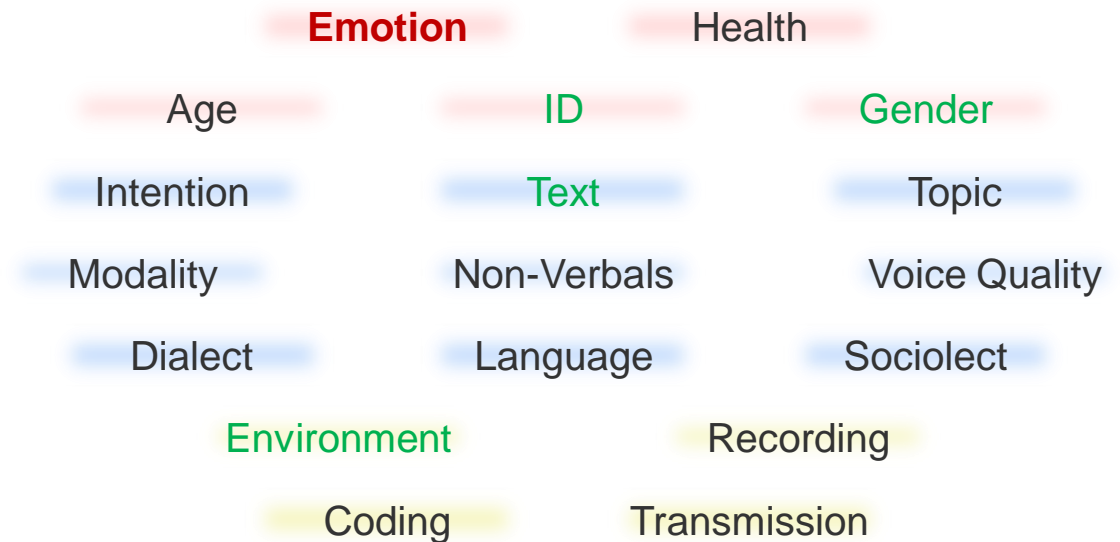 Emotion Health
Age ID Gender
Intention Text Topic
Modality Non-Verbals Voice Quality
Dialect Language Sociolect
Environment Recording
Coding Transmission